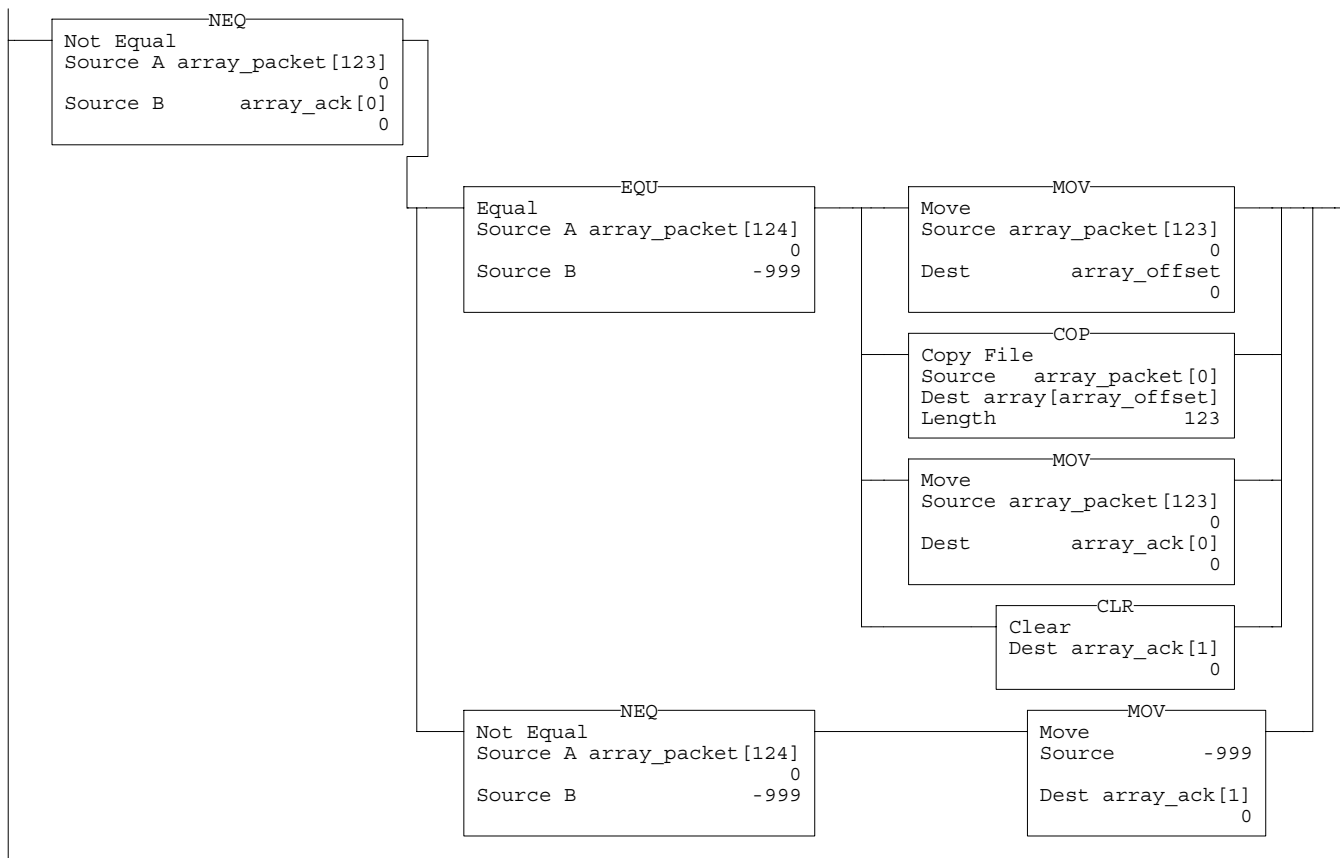 NEQ
Not Equal
Source A array_packet[123]
0
Source B array_ack[0]
0
EQU
Equal
Source A array_packet[124]
0
Source B -999
MOV
Move
Source array_packet[123]
0
Dest array_offset
0
COP
Copy File
Source array_packet[0]
Dest array[array_offset]
Length 123
MOV
Move
Source array_packet[123]
0
Dest array_ack[0]
0
CLR
Clear
Dest array_ack[1]
0
NEQ
Not Equal
Source A array_packet[124]
0
Source B -999
MOV
Move
Source -999
Dest array_ack[1]
0